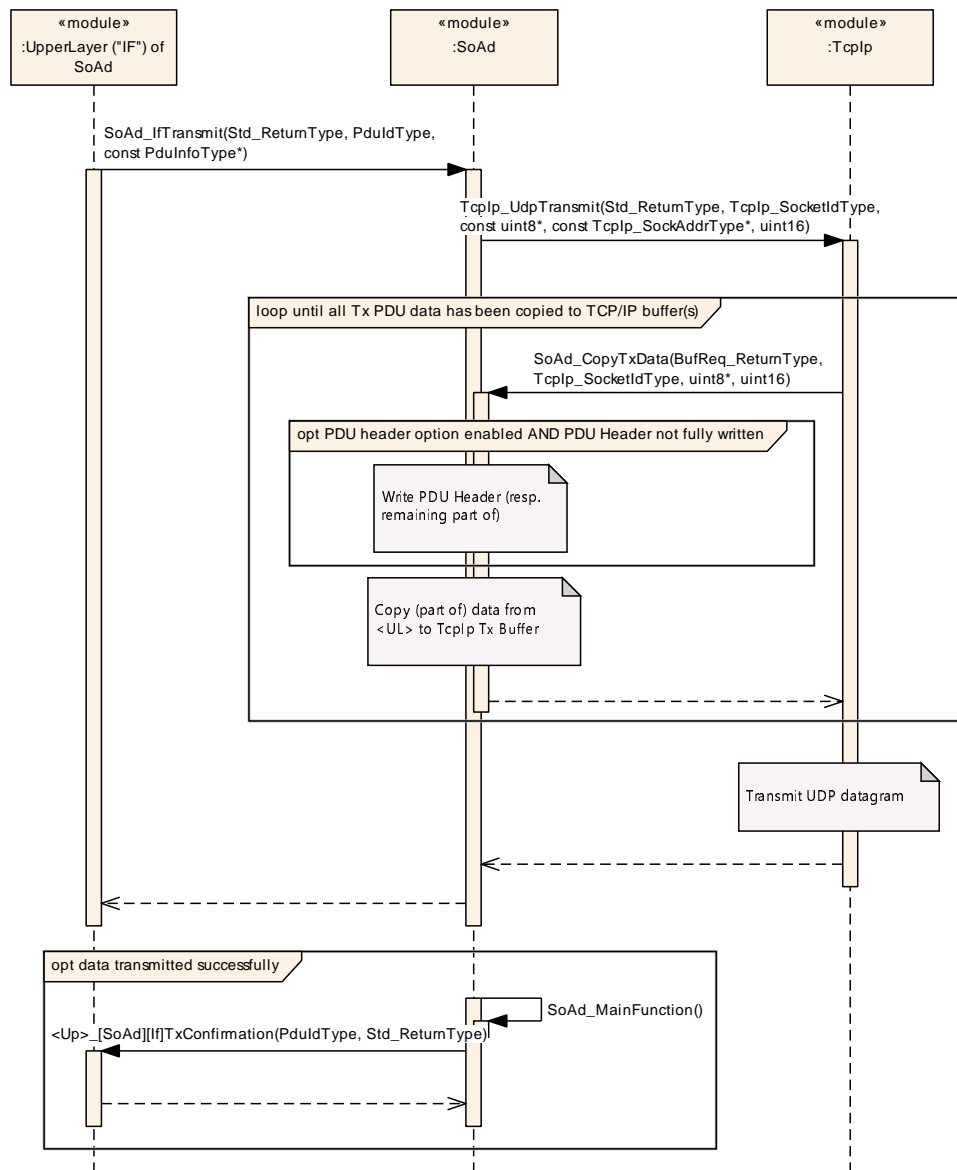 «module»
:UpperLayer ("IF") of
SoAd
«module»
:SoAd
«module»
:TcpIp
SoAd_IfTransmit(Std_ReturnType, PduIdType,
const PduInfoType*)
TcpIp_UdpTransmit(Std_ReturnType, TcpIp_SocketIdType,
const uint8*, const TcpIp_SockAddrType*, uint16)
loop until all Tx PDU data has been copied to TCP/IP buffer(s)
SoAd_CopyTxData(BufReq_ReturnType,
TcpIp_SocketIdType, uint8*, uint16)
opt PDU header option enabled AND PDU Header not fully written
Write PDU Header (resp.
remaining part of)
Copy (part of) data from
<UL> to TcpIp Tx Buffer
Transmit UDP datagram
opt data transmitted successfully
SoAd_MainFunction()
<Up>_[SoAd][If]TxConfirmation(PduIdType, Std_ReturnType)